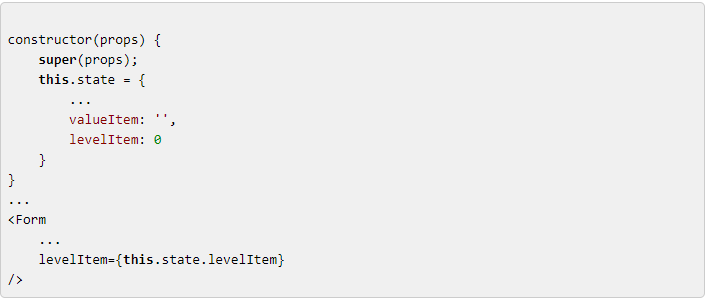 constructor(props) {
    super(props);
    this.state = {
        ...
        valueItem: '',
        levelItem: 0
    }
}
...
<Form
    ...
    levelItem={this.state.levelItem}
/>